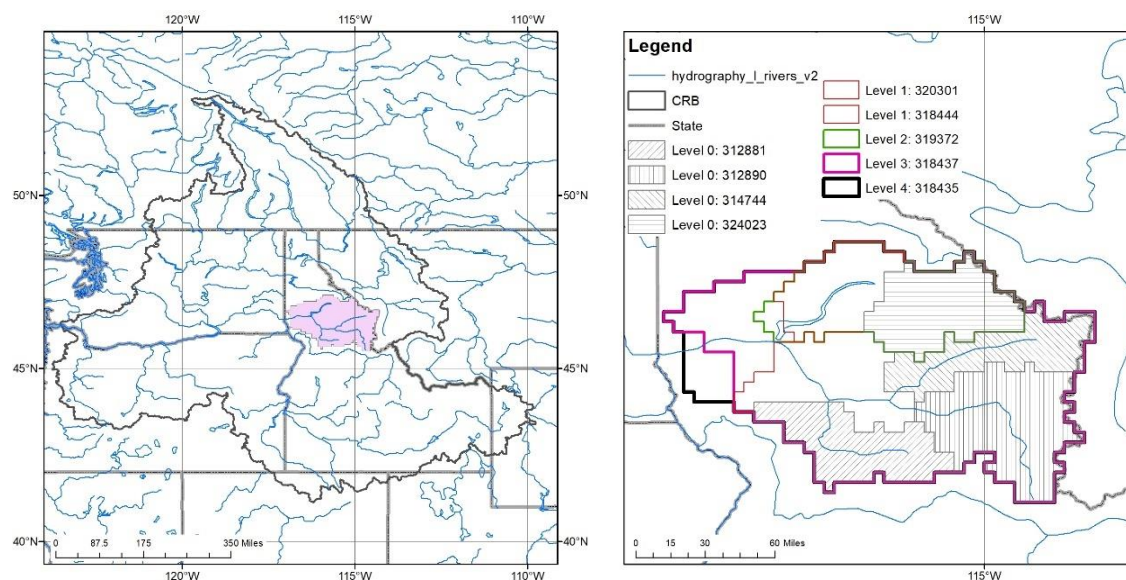 120°W 115°W
115°W
50°N 50°N
45°N 45°N
40°N 40°N
0 87.5 175 350 Miles
120°W 115°W 110°W
Legend
hydrography_l_rivers_v2
CRB
State
Level 0: 312881
Level 0: 312890
Level 0: 314744
Level 0: 324023
Level 1: 320301
Level 1: 318444
Level 2: 319372
Level 3: 318437
Level 4: 318435
0 15 30 60 Miles
115°W